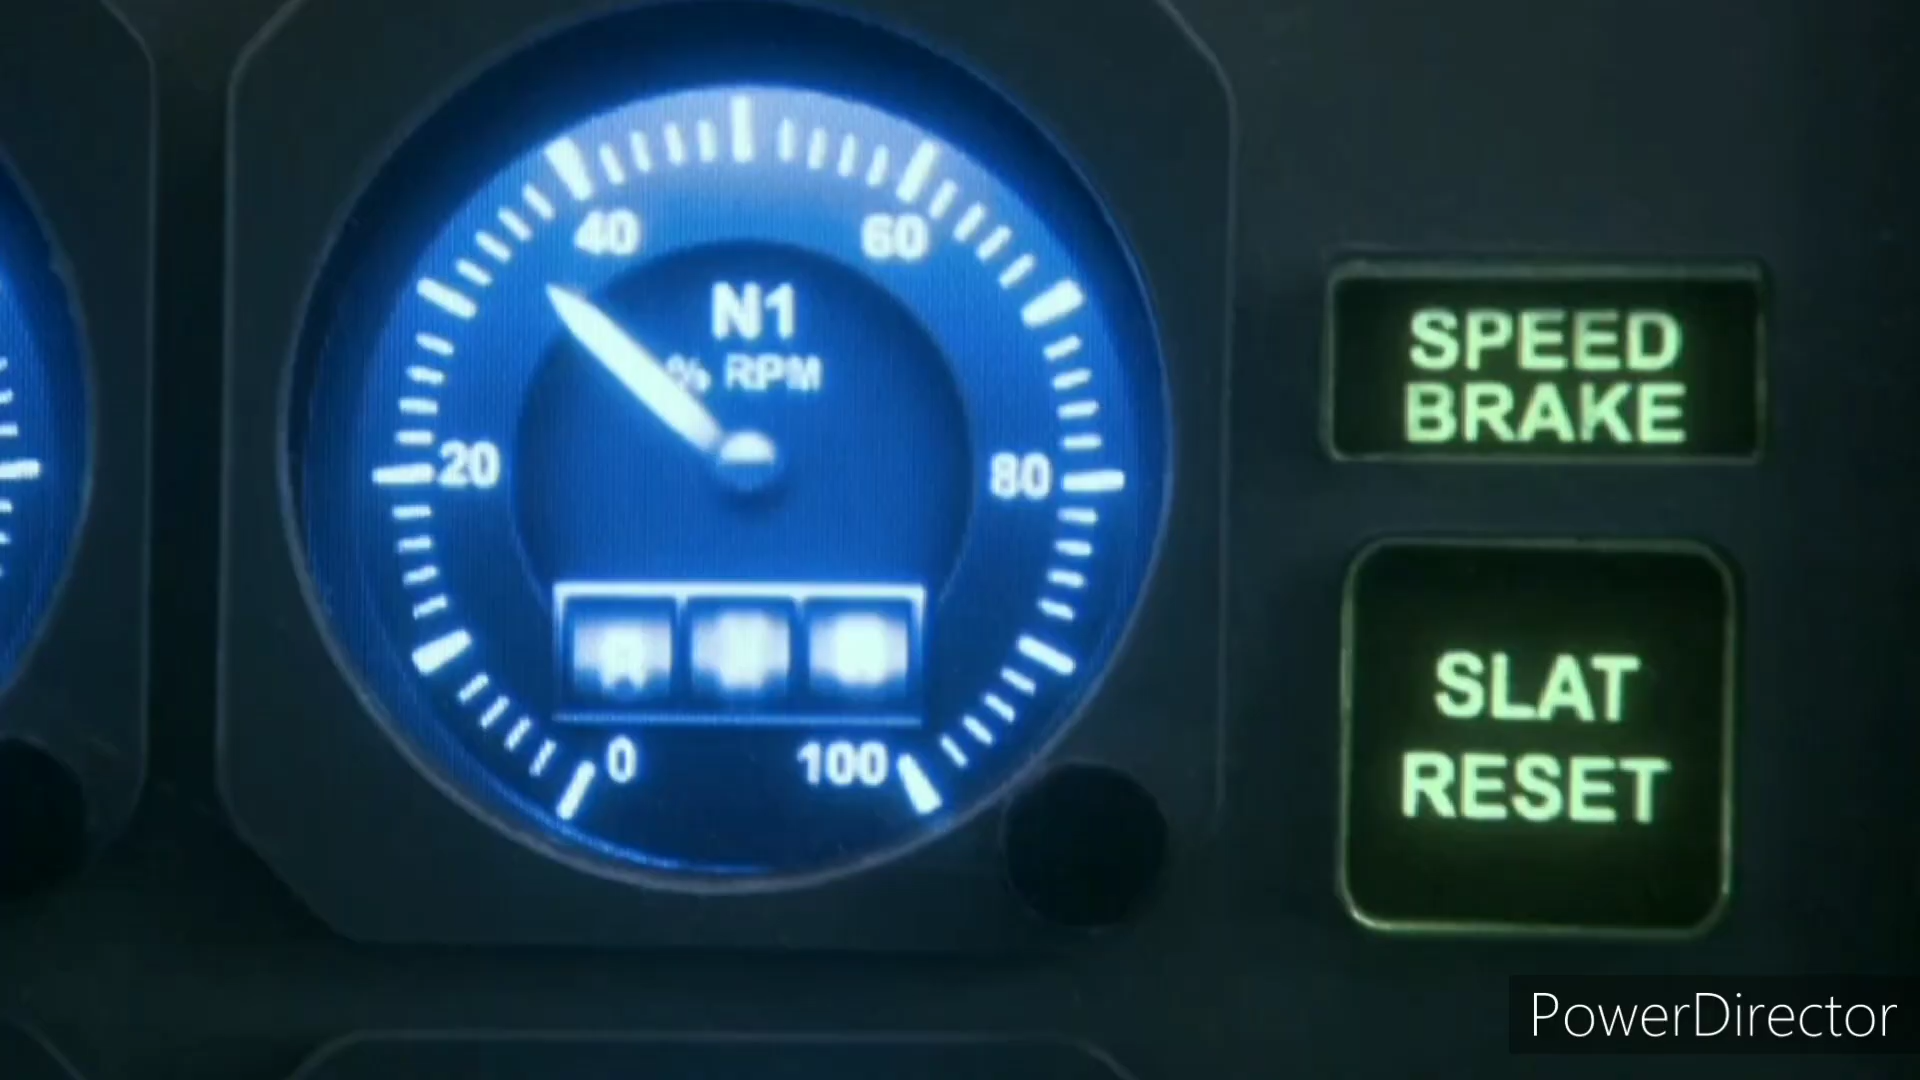 40
60
N1
% RPM
20
80
0
100
SPEED
BRAKE
SLAT
RESET
PowerDirector